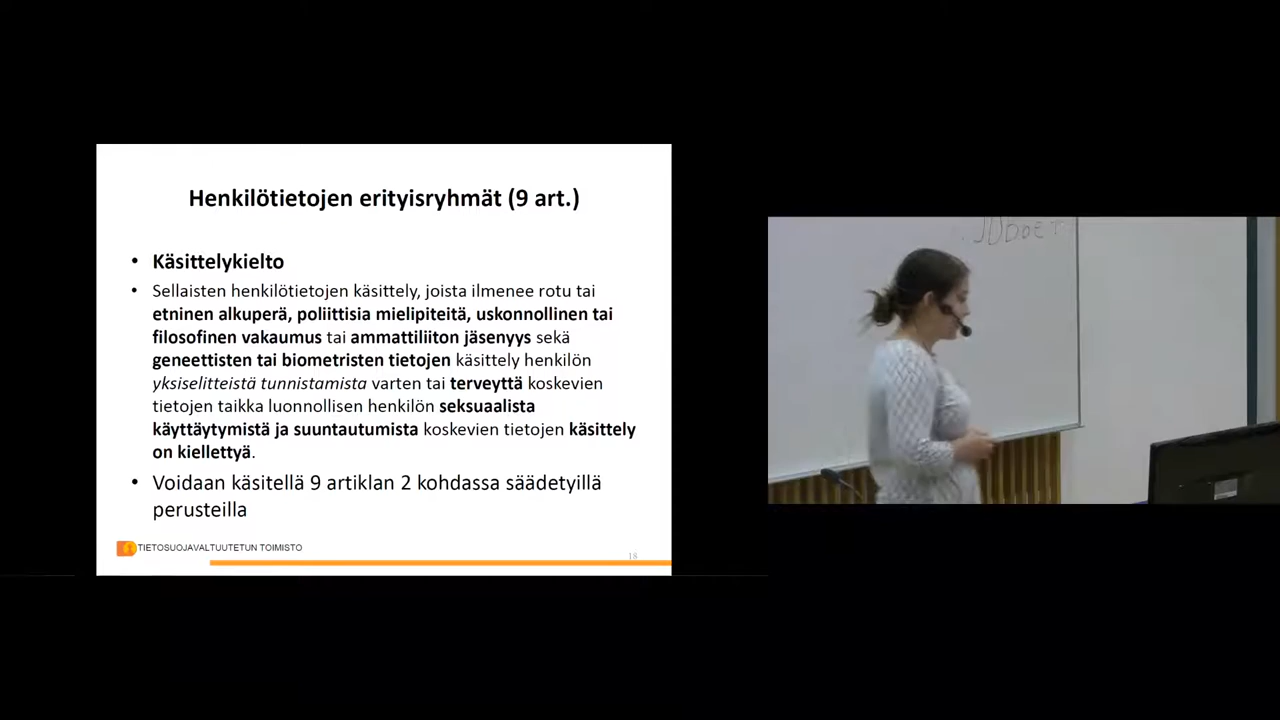 Henkilötietojen erityisryhmät (9 art.)
• Käsittelykielto
• Sellaisten henkilötietojen käsittely, joista ilmenee rotu tai
etninen alkuperä, poliittisia mielipiteitä, uskonnollinen tai
filosofinen vakaumus tai ammattiliiton jäsenyys sekä
geneettisten tai biometristen tietojen käsittely henkilön
yksiselitteistä tunnistamista varten tai terveyttä koskevien
tietojen taikka luonnollisen henkilön seksuaalista
käyttäytymistä ja suuntautumista koskevien tietojen käsittely
on kiellettyä.
• Voidaan käsitellä 9 artiklan 2 kohdassa säädetyillä
perusteilla
TIETOSUOJAVALTUUTETUN TOIMISTO
18